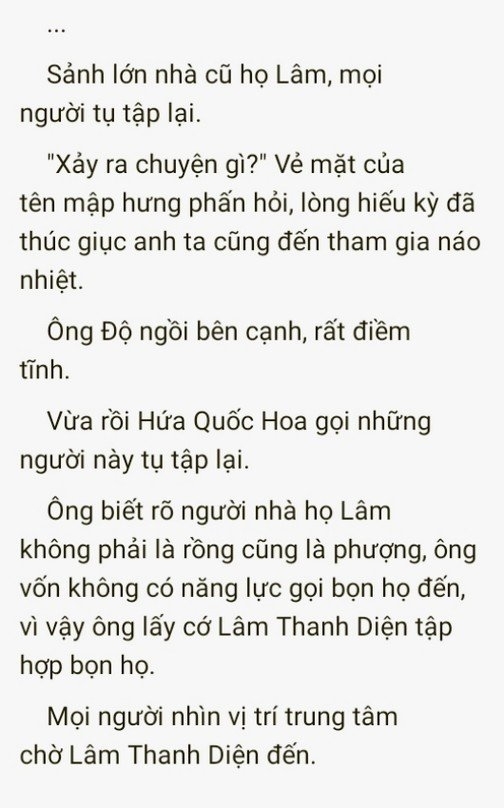 ...
Sảnh lớn nhà cũ họ Lâm, mọi
người tụ tập lại.
"Xảy ra chuyện gì?" Vẻ mặt của
tên mập hưng phấn hỏi, lòng hiếu kỳ đã
thúc giục anh ta cũng đến tham gia náo
nhiệt.
Ông Độ ngồi bên cạnh, rất điềm
tĩnh.
Vừa rồi Hứa Quốc Hoa gọi những
người này tụ tập lại.
Ông biết rõ người nhà họ Lâm
không phải là rồng cũng là phượng, ông
vốn không có năng lực gọi bọn họ đến,
vì vậy ông lấy cớ Lâm Thanh Diện tập
hợp bọn họ.
Mọi người nhìn vị trí trung tâm
chờ Lâm Thanh Diện đến.